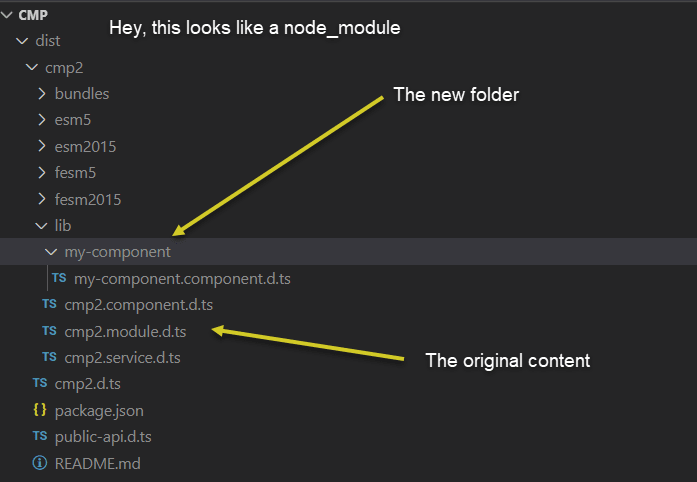 CMP
Hey, this looks like a node_module
dist
cmp2
bundles
The new folder
esm5
esm2015
fesm5
fesm2015
lib
my-component
TS my-component.component.d.ts
TS cmp2.component.d.ts
TS cmp2.module.d.ts
TS cmp2.service.d.ts
The original content
TS cmp2.d.ts
{} package.json
TS public-api.d.ts
README.md